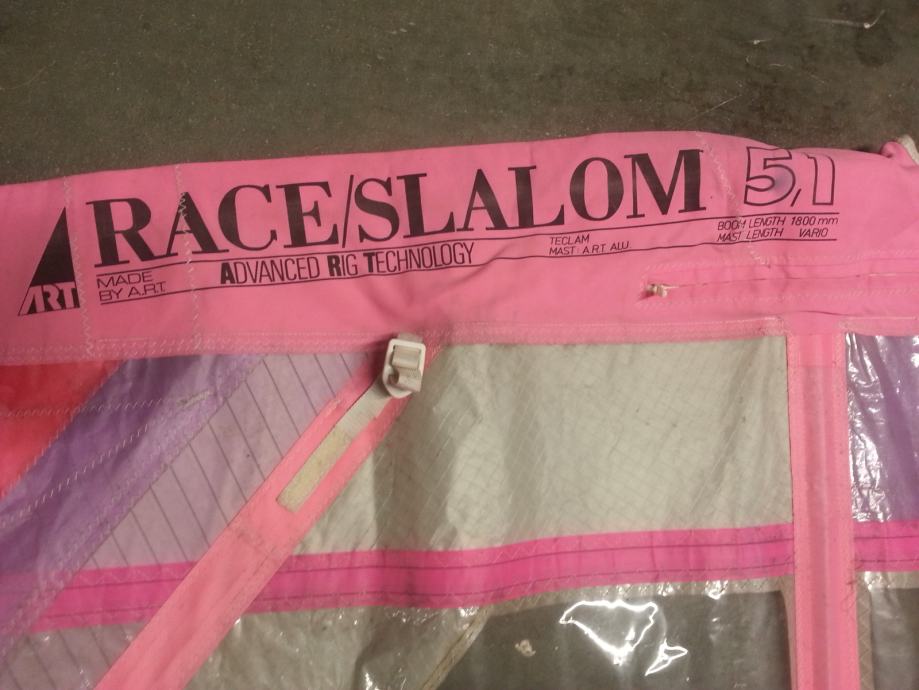 RACE/SLALOM 5,1
ART
MADE
BY A.R.T.
ADVANCED RIG TECHNOLOGY
TECLAM
MAST: A.R.T. ALU
BOOM LENGTH 1800 mm
MAST LENGTH VARIO